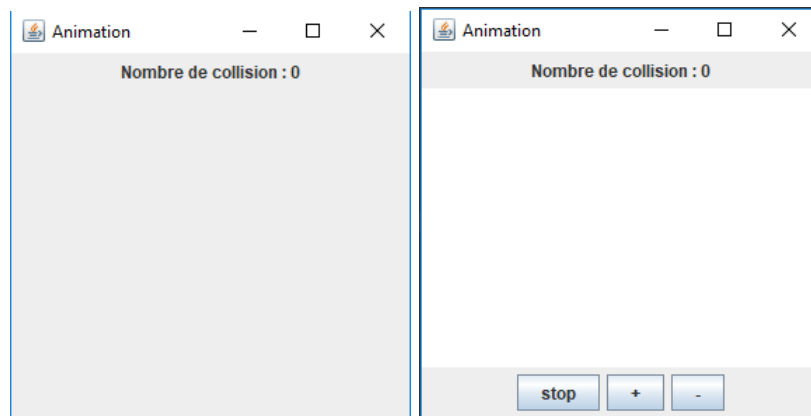 Animation
Nombre de collision : 0
Animation
Nombre de collision : 0
stop + -